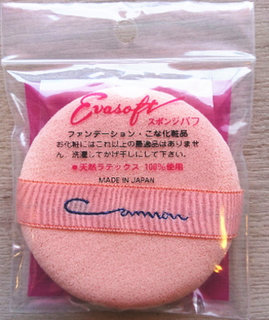 Evasoft
スポンジパフ
ファンデーション・こな化粧品
お化粧にはこれ以上の最適品はありませ
ん、洗濯してかげ干しにして下さい。
●天然ラテックス 100%使用
MADE IN JAPAN
Cannon